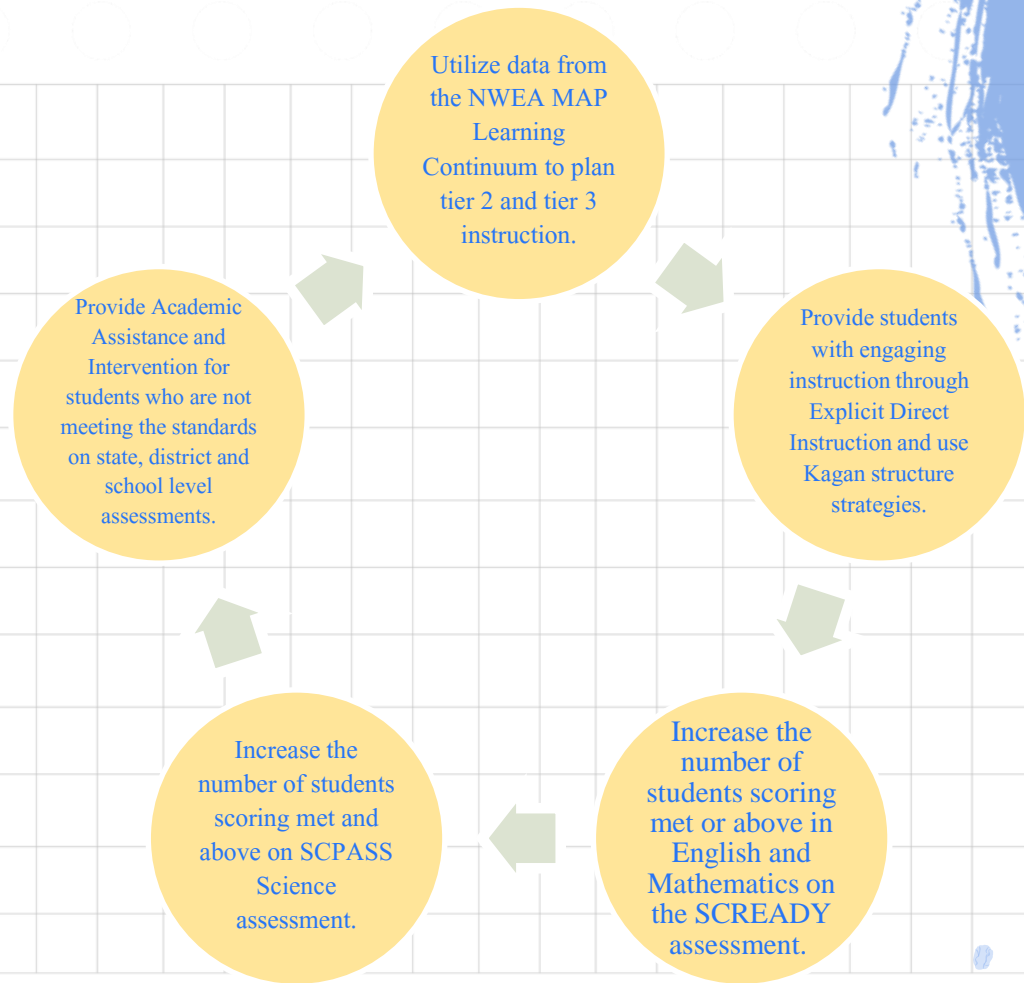 Utilize data from
the NWEA MAP
Learning
Continuum to plan
tier 2 and tier 3
instruction.
Provide students
with engaging
instruction through
Explicit Direct
Instruction and use
Kagan structure
strategies.
Increase the
number of
students scoring
met or above in
English and
Mathematics on
the SCREADY
assessment.
Increase the
number of students
scoring met and
above on SCPASS
Science
assessment.
Provide Academic
Assistance and
Intervention for
students who are not
meeting the standards
on state, district and
school level
assessments.